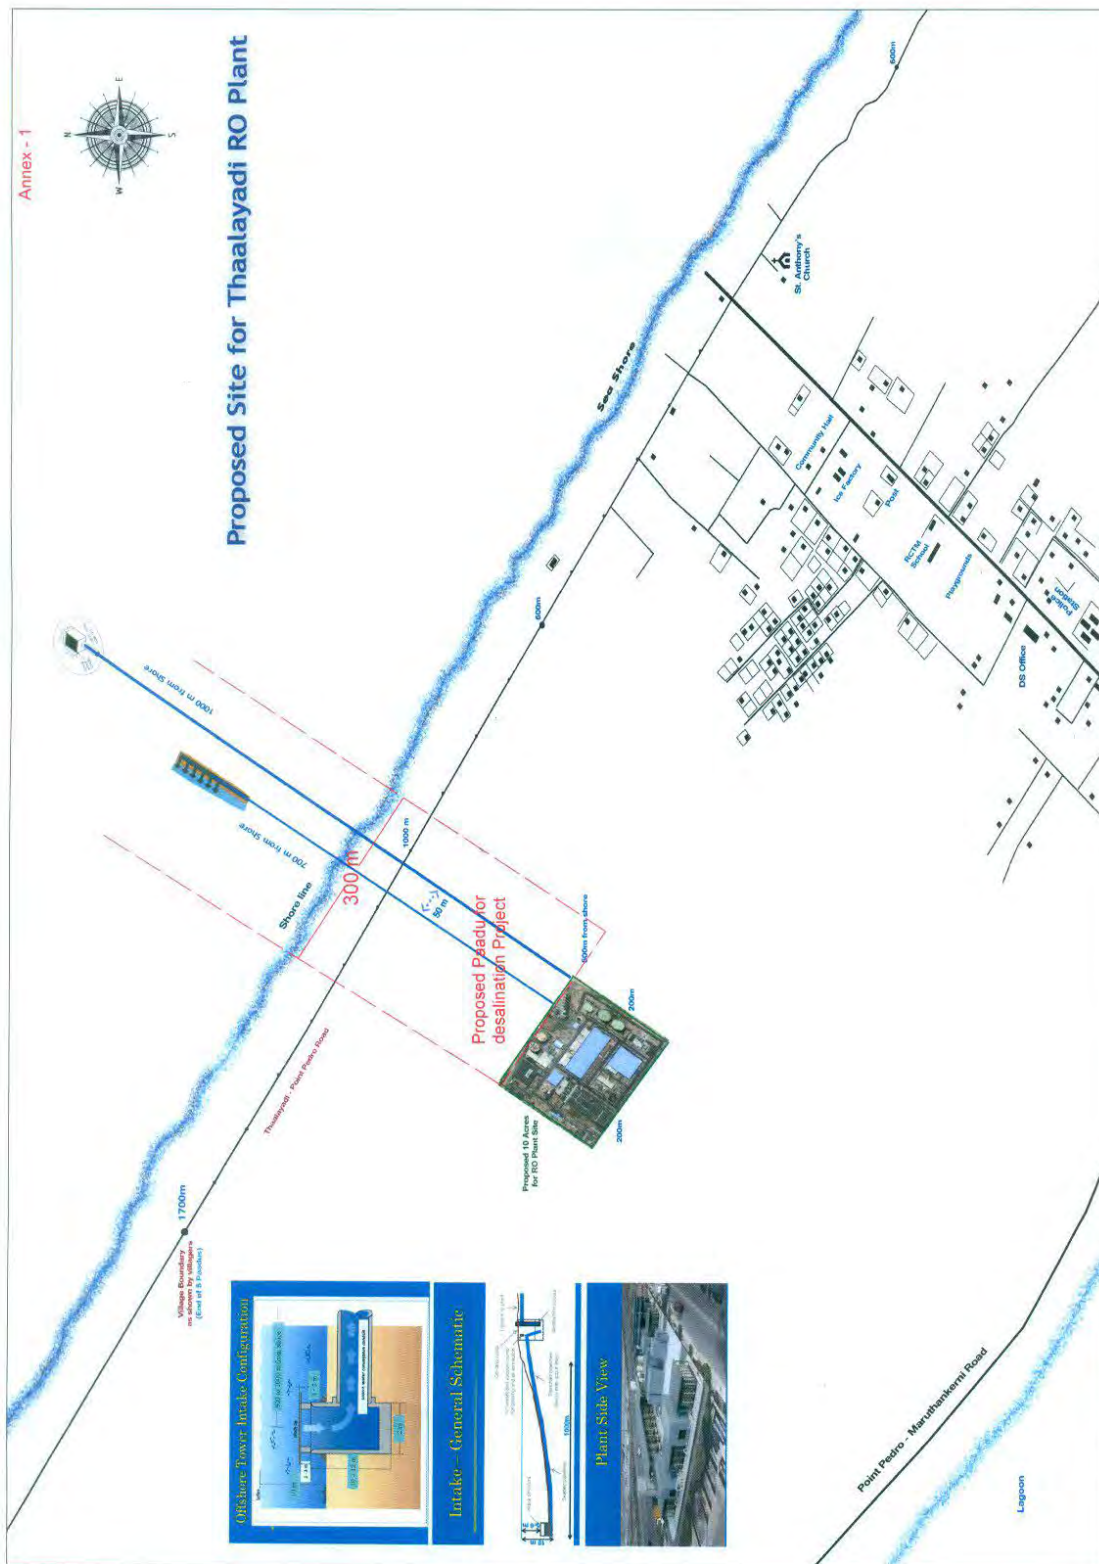 Annex - 1
N
E
S
W
Proposed Site for Thaalayadi RO Plant
600m
Sea Shore
St. Anthony's
Church
Community Hall
Ice Factory
Post
RCTM
School
Playgrounds
Police
Station
DS Office
600m
1000 m from Shore
700 m from Shore
Shore line
300 m
1000 m
50 m
Proposed Paadu for
desalination Project
600m from shore
200m
200m
Proposed 10 Acres
for RO Plant Site
Thaalayadi - Point Pedro Road
1700m
Village Boundary
as shown by villagers
(End of 5 Paadus)
Offshore Tower Intake Configuration
Intake – General Schematic
1000m
Plant Side View
Point Pedro - Maruthankerni Road
Lagoon